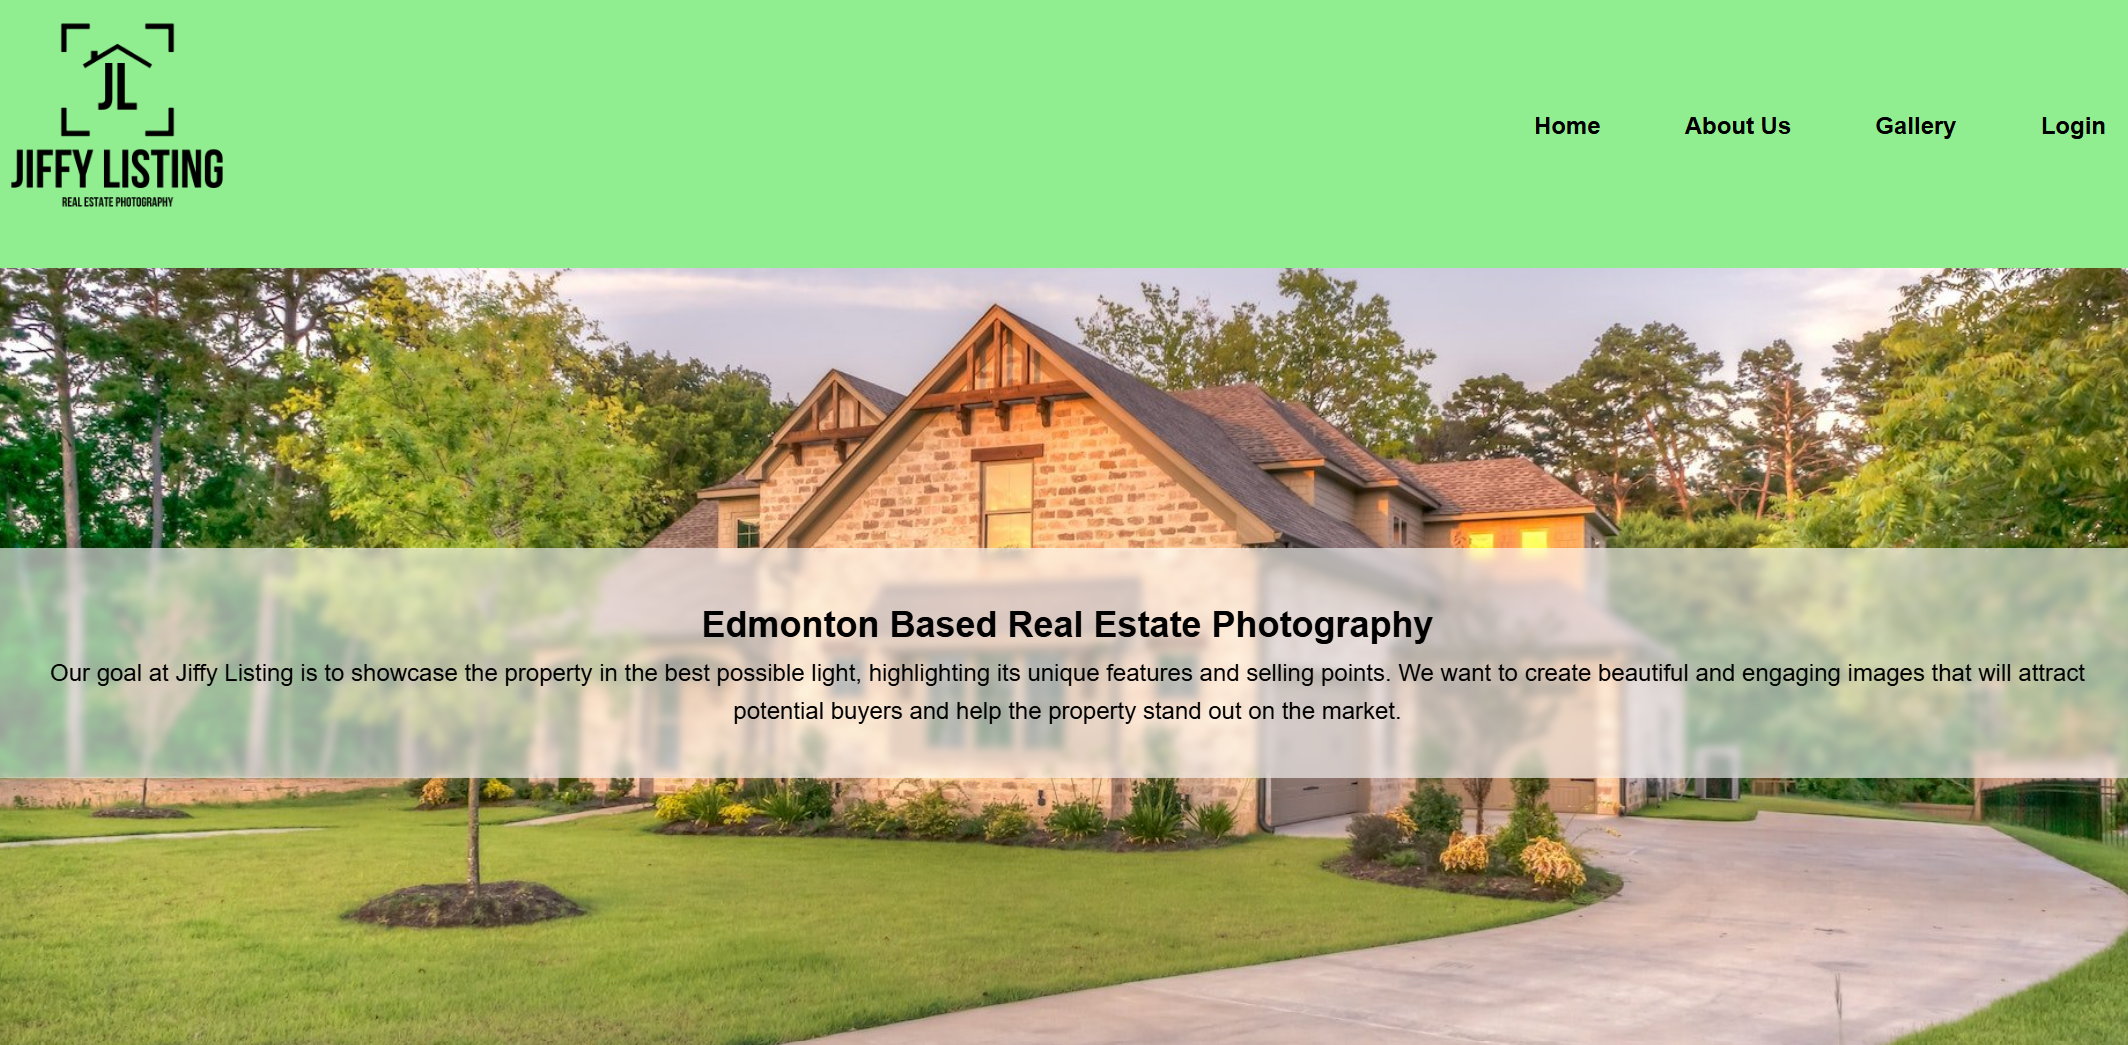 JL
JIFFY LISTING
REAL ESTATE PHOTOGRAPHY
Home About Us Gallery Login
Edmonton Based Real Estate Photography
Our goal at Jiffy Listing is to showcase the property in the best possible light, highlighting its unique features and selling points. We want to create beautiful and engaging images that will attract
potential buyers and help the property stand out on the market.